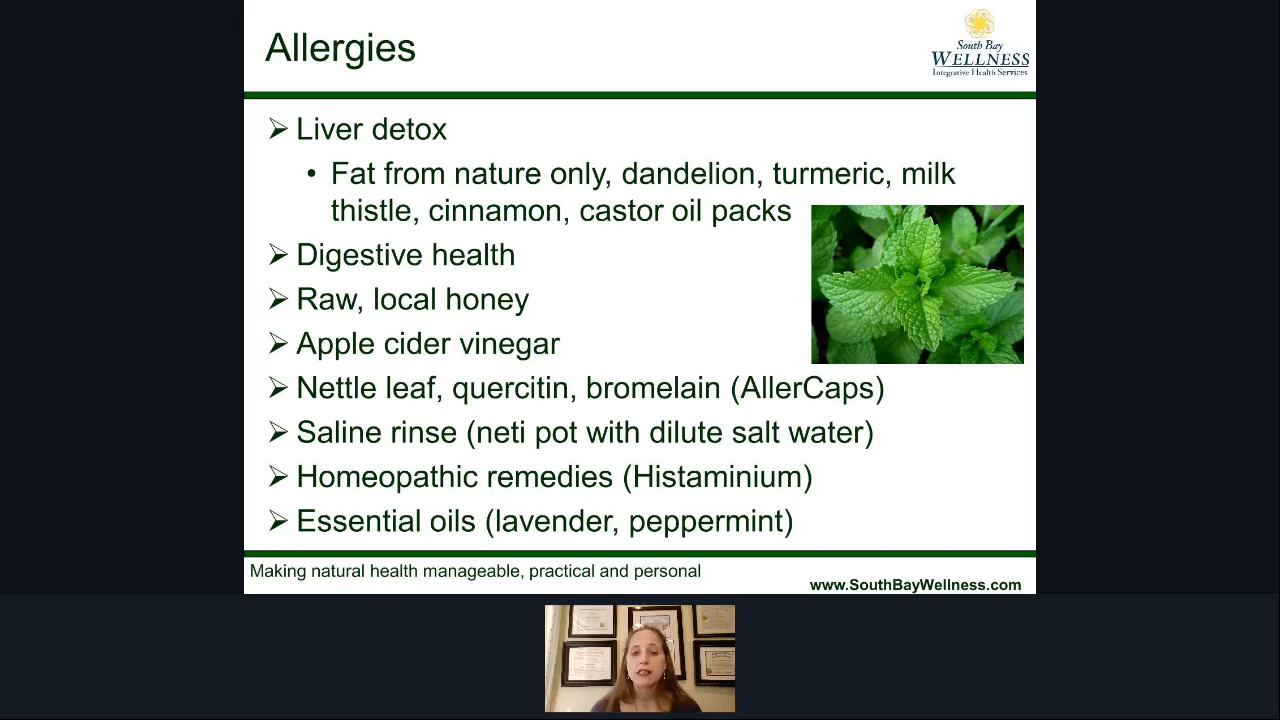 Allergies
South Bay
WELLNESS
Integrative Health Services
➢ Liver detox
• Fat from nature only, dandelion, turmeric, milk
thistle, cinnamon, castor oil packs
➢ Digestive health
➢ Raw, local honey
➢ Apple cider vinegar
➢ Nettle leaf, quercitin, bromelain (AllerCaps)
➢ Saline rinse (neti pot with dilute salt water)
➢ Homeopathic remedies (Histaminium)
➢ Essential oils (lavender, peppermint)
Making natural health manageable, practical and personal
www.SouthBayWellness.com